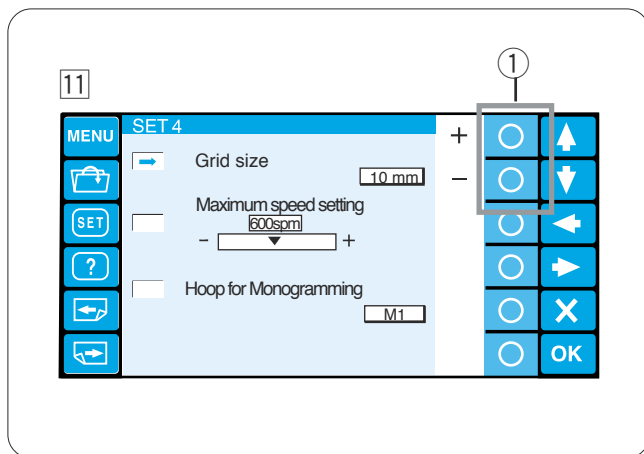 ①
11
MENU
SET 4
+
Grid size
10 mm
−
Maximum speed setting
SET
600spm
- +
?
Hoop for Monogramming
M1
X
OK